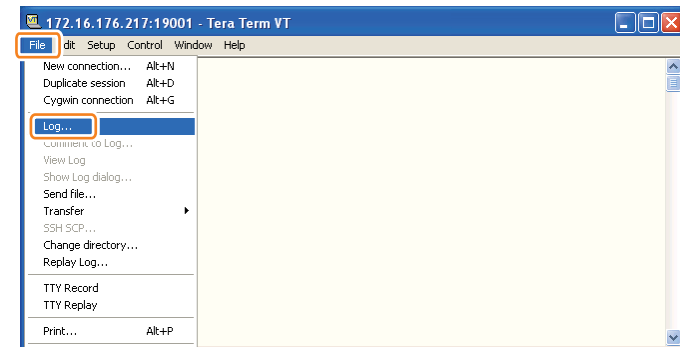 172.16.176.217:19001 - Tera Term VT
File dit Setup Control Window Help
New connection... Alt+N
Duplicate session Alt+D
Cygwin connection Alt+G
Log...
Comment to Log...
View Log
Show Log dialog...
Send file...
Transfer
SSH SCP...
Change directory...
Replay Log...
TTY Record
TTY Replay
Print... Alt+P